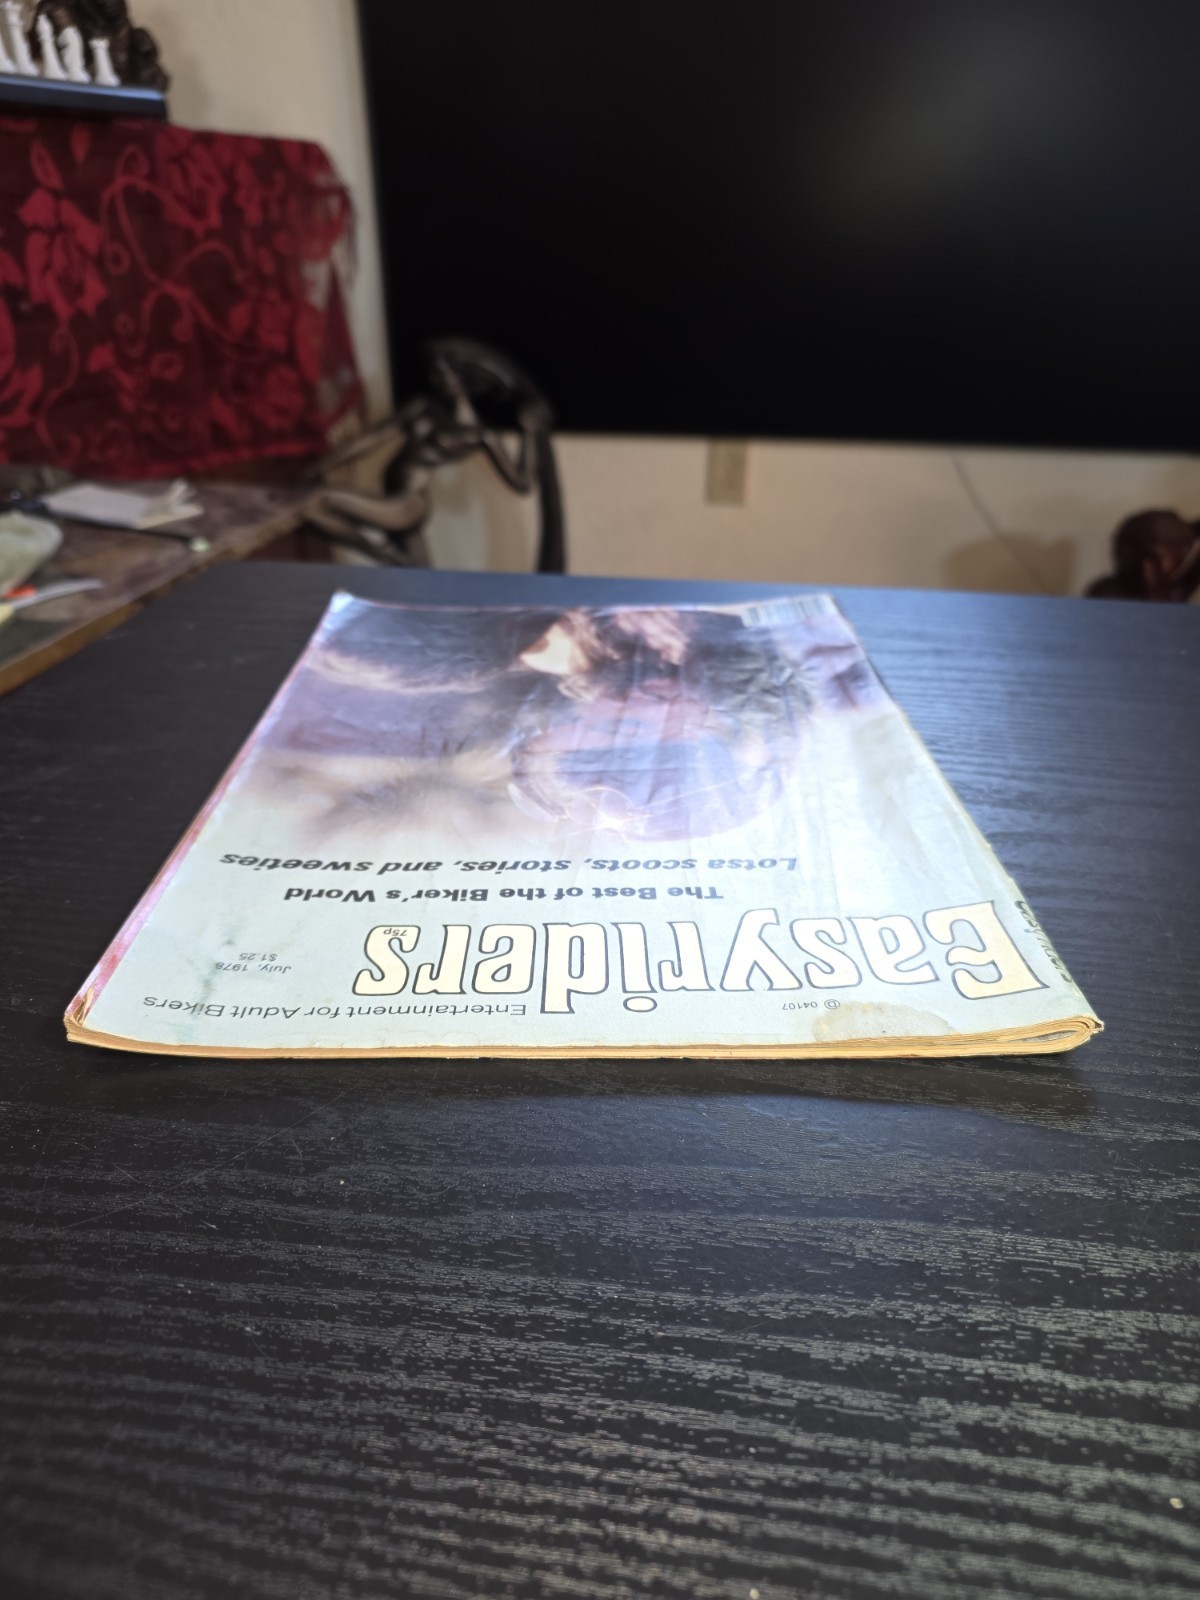 Entertainment for Adult Bikers
Ⓓ 04107
July, 1978
$1.25
75p
Easyriders
The Best of the Biker's World
Lotsa scoots, stories, and sweeties